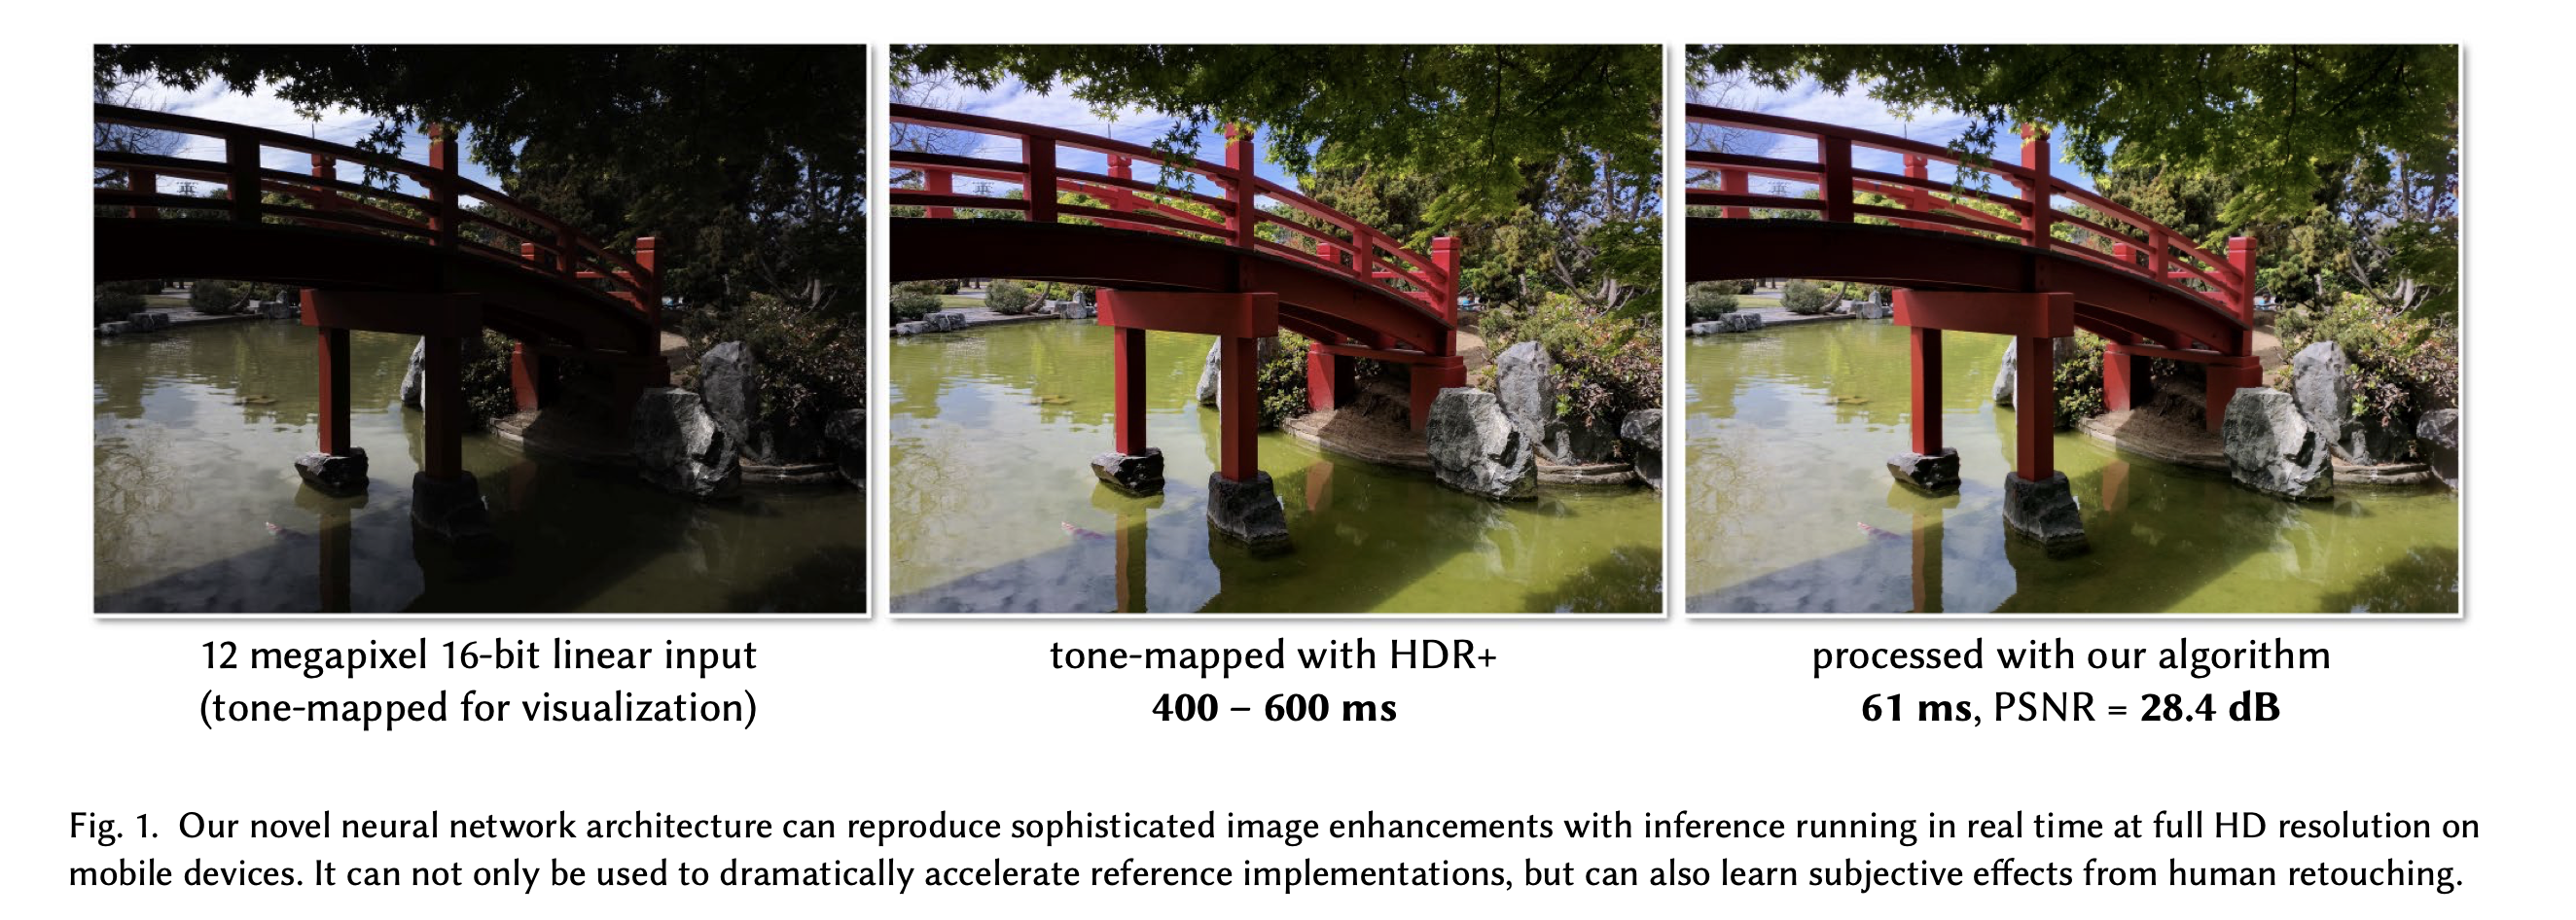 12 megapixel 16-bit linear input
(tone-mapped for visualization)
tone-mapped with HDR+
400 – 600 ms
processed with our algorithm
61 ms, PSNR = 28.4 dB
Fig. 1. Our novel neural network architecture can reproduce sophisticated image enhancements with inference running in real time at full HD resolution on
mobile devices. It can not only be used to dramatically accelerate reference implementations, but can also learn subjective effects from human retouching.